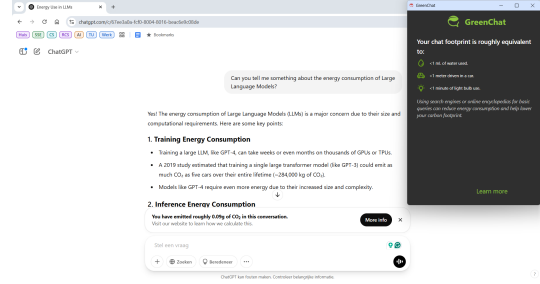 Energy Use in LLMs
GreenChat
Huis
SSE
CS
RCS
AI
TU
Werk
Bookmarks
ChatGPT
GreenChat
Your chat footprint is roughly equivalent
to:
<1 mL of water used.
<1 meter driven in a car.
<1 minute of light bulb use.
Using search engines or online encyclopedias for basic
queries can reduce energy consumption and help lower
your carbon footprint.
Learn more
Can you tell me something about the energy consumption of Large
Language Models?
Yes! The energy consumption of Large Language Models (LLMs) is a major concern due to their size and
computational requirements. Here are some key points:
1. Training Energy Consumption
• Training a large LLM, like GPT-4, can take weeks or even months on thousands of GPUs or TPUs.
• A 2019 study estimated that training a single large transformer model (like GPT-3) could emit as
much CO₂ as five cars over their entire lifetime (~284,000 kg of CO₂).
• Models like GPT-4 require even more energy due to their increased size and complexity.
2. Inference Energy Consumption
You have emitted roughly 0.09g of CO₂ in this conversation.
Visit our website to learn how we calculate this.
More info
Stel een vraag
Zoeken
Redeneer
ChatGPT kan fouten maken. Controleer belangrijke informatie.